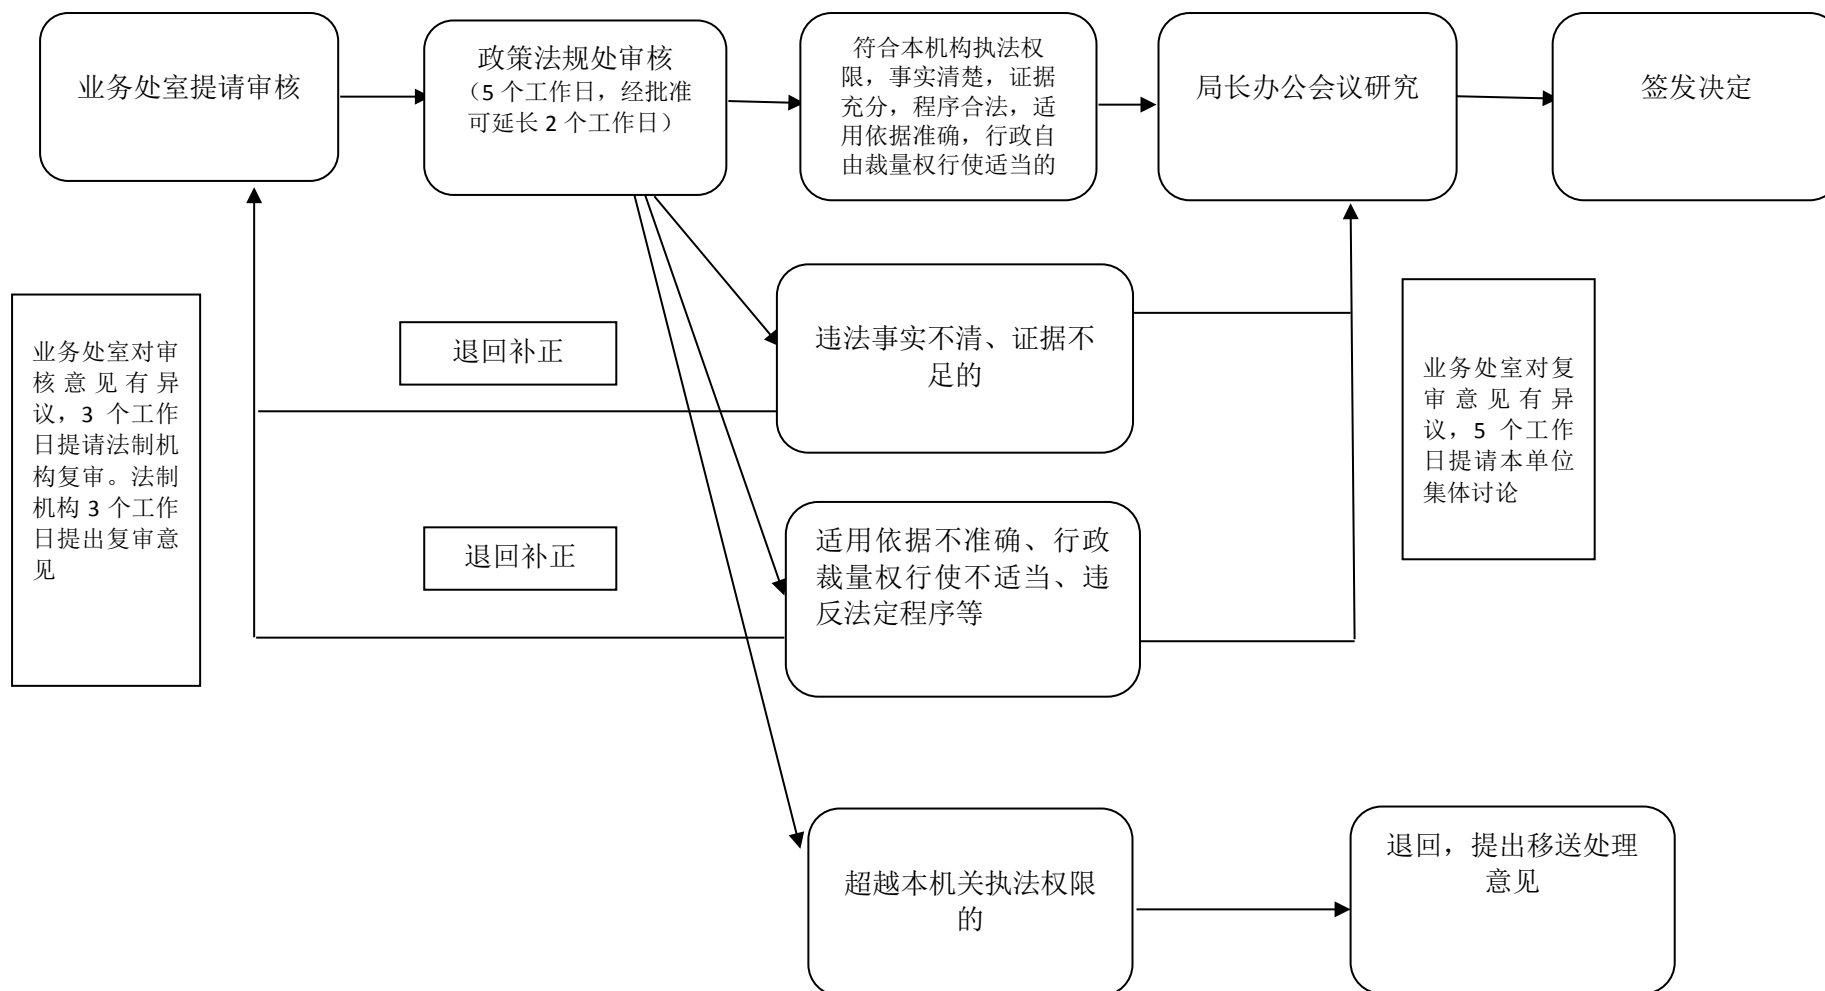 业务处室提请审核
政策法规处审核
（5 个工作日，经批准
可延长 2 个工作日）
符合本机构执法权
限，事实清楚，证据
充分，程序合法，适
用依据准确，行政自
由裁量权行使适当的
局长办公会议研究
签发决定
业务处室对审
核意见有异
议，3 个工作
日提请法制机
构复审。法制
机构 3 个工作
日提出复审意
见
退回补正
违法事实不清、证据不
足的
业务处室对复
审意见有异
议，5 个工作
日提请本单位
集体讨论
退回补正
适用依据不准确、行政
裁量权行使不适当、违
反法定程序等
超越本机关执法权限
的
退回，提出移送处理
意见